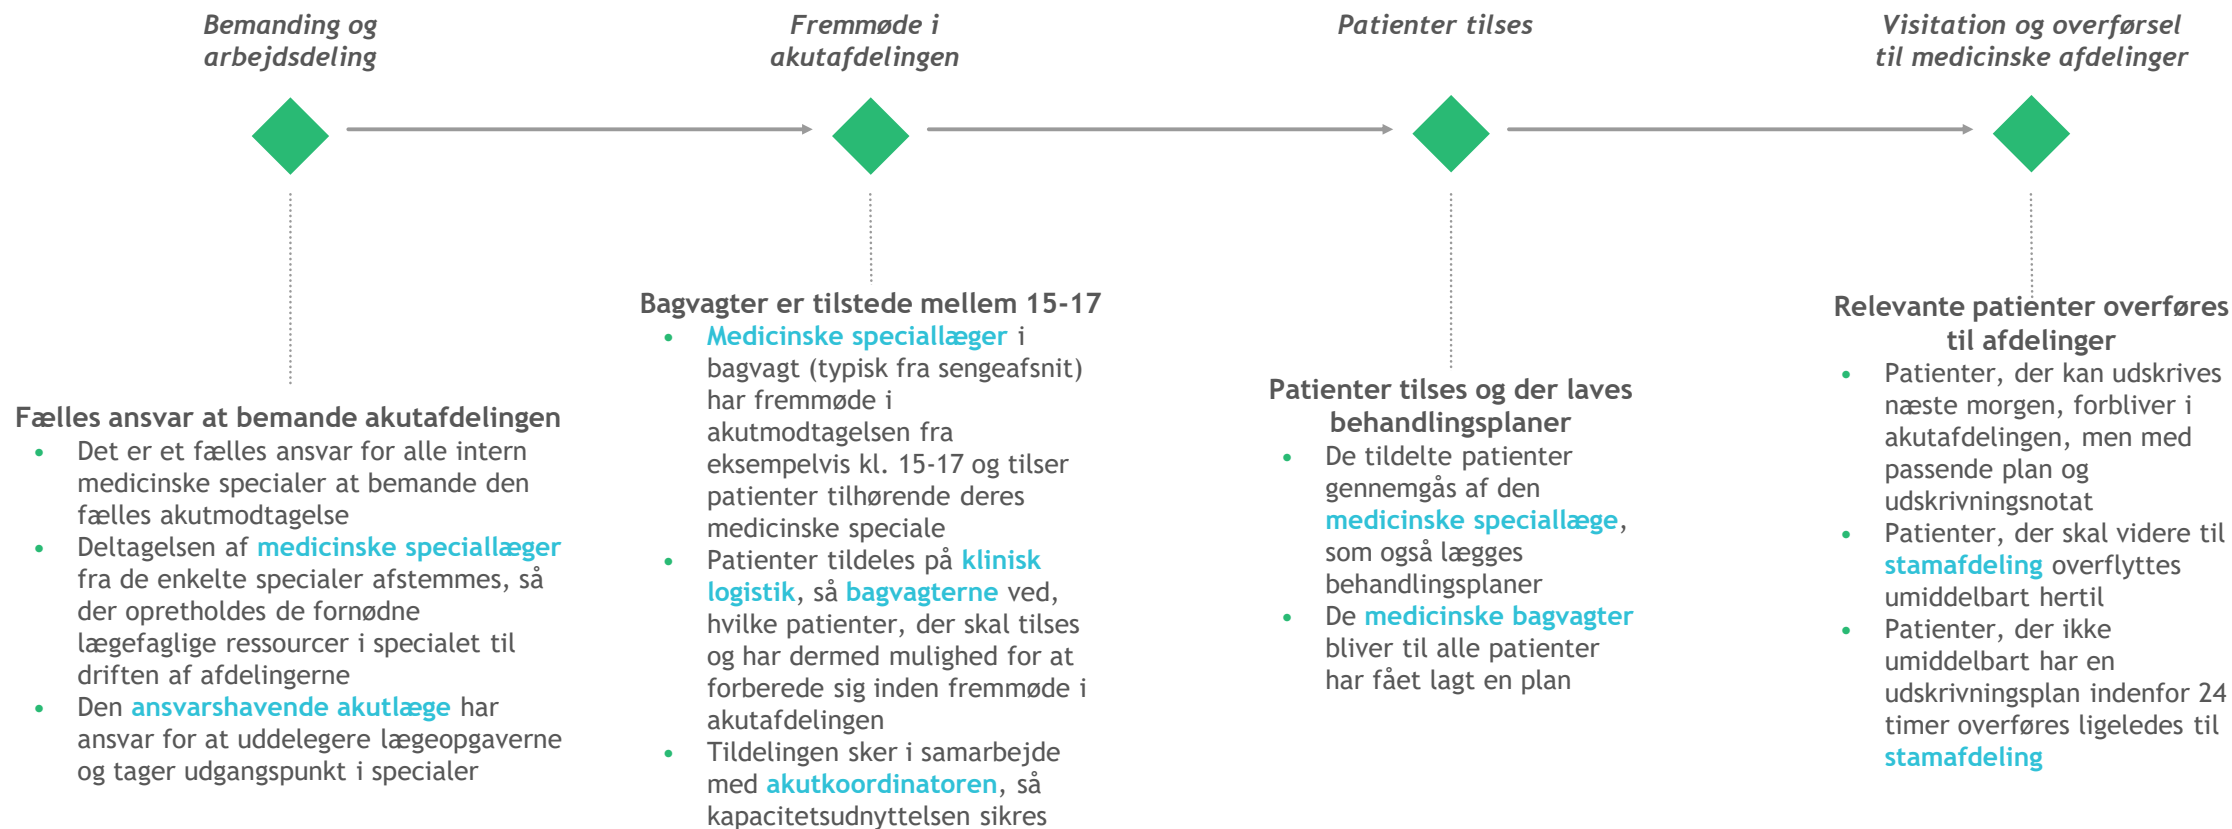 Bemanding og
arbejdsdeling
Fremmøde i
akutafdelingen
Patienter tilses
Visitation og overførsel
til medicinske afdelinger
Fælles ansvar at bemande akutafdelingen
• Det er et fælles ansvar for alle intern
medicinske specialer at bemande den
fælles akutmodtagelse
• Deltagelsen af medicinske speciallæger
fra de enkelte specialer afstemmes, så
der opretholdes de fornødne
lægefaglige ressourcer i specialet til
driften af afdelingerne
• Den ansvarshavende akutlæge har
ansvar for at uddelegere lægeopgaverne
og tager udgangspunkt i specialer
Bagvagter er tilstede mellem 15-17
• Medicinske speciallæger i
bagvagt (typisk fra sengeafsnit)
har fremmøde i
akutmodtagelsen fra
eksempelvis kl. 15-17 og tilser
patienter tilhørende deres
medicinske speciale
• Patienter tildeles på klinisk
logistik, så bagvagterne ved,
hvilke patienter, der skal tilses
og har dermed mulighed for at
forberede sig inden fremmøde i
akutafdelingen
• Tildelingen sker i samarbejde
med akutkoordinatoren, så
kapacitetsudnyttelsen sikres
Patienter tilses og der laves
behandlingsplaner
• De tildelte patienter
gennemgås af den
medicinske speciallæge,
som også lægges
behandlingsplaner
• De medicinske bagvagter
bliver til alle patienter
har fået lagt en plan
Relevante patienter overføres
til afdelinger
• Patienter, der kan udskrives
næste morgen, forbliver i
akutafdelingen, men med
passende plan og
udskrivningsnotat
• Patienter, der skal videre til
stamafdeling overflyttes
umiddelbart hertil
• Patienter, der ikke
umiddelbart har en
udskrivningsplan indenfor 24
timer overføres ligeledes til
stamafdeling